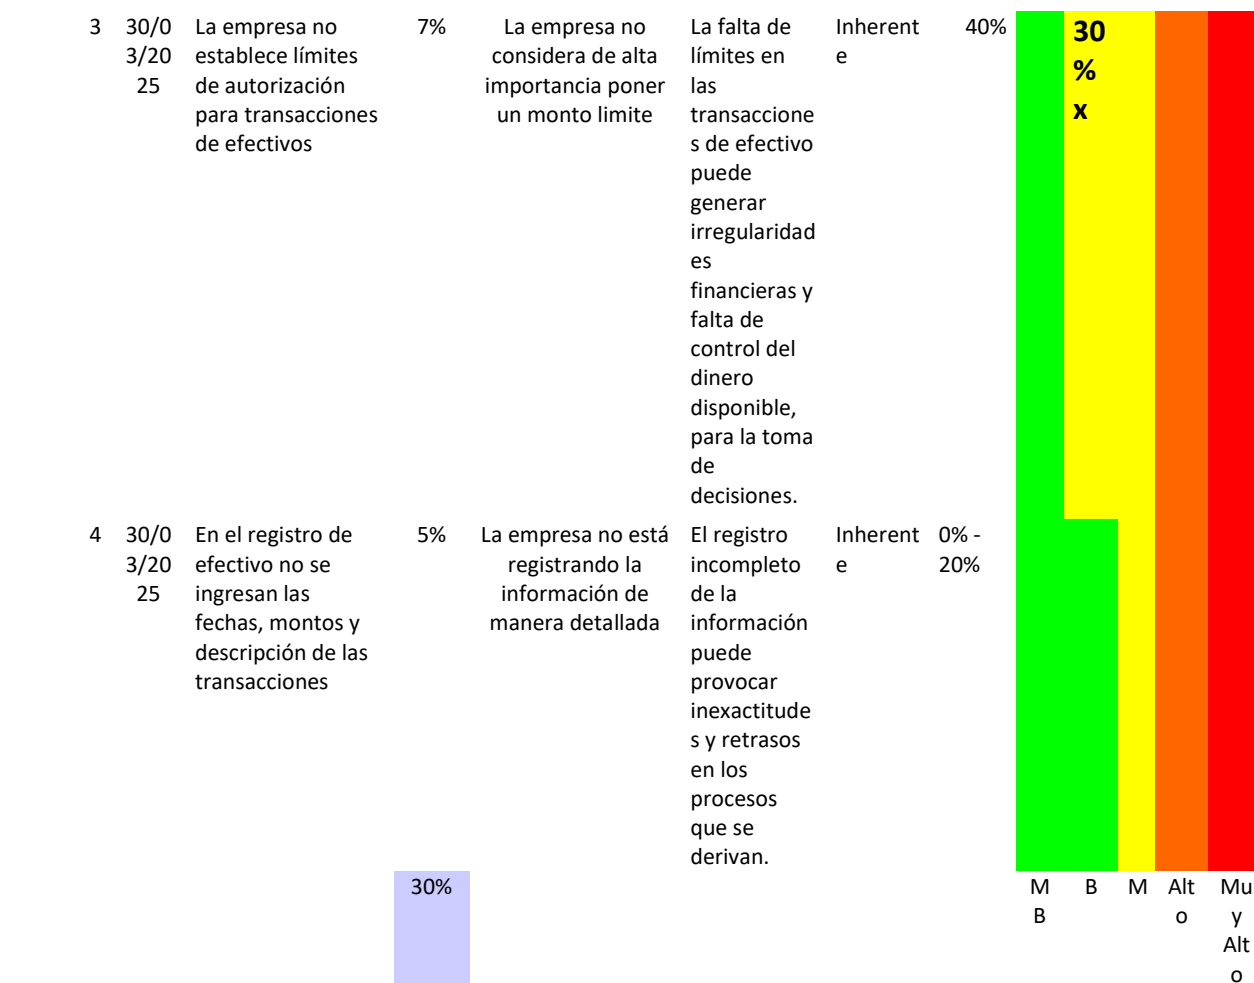 3
30/0
3/20
25
La empresa no
establece límites
de autorización
para transacciones
de efectivos
7%
La empresa no
considera de alta
importancia poner
un monto limite
La falta de
límites en
las
transaccione
s de efectivo
puede
generar
irregularidad
es
financieras y
falta de
control del
dinero
disponible,
para la toma
de
decisiones.
Inherent
e
40%
30
%
x
4
30/0
3/20
25
En el registro de
efectivo no se
ingresan las
fechas, montos y
descripción de las
transacciones
5%
La empresa no está
registrando la
información de
manera detallada
El registro
incompleto
de la
información
puede
provocar
inexactitude
s y retrasos
en los
procesos
que se
derivan.
Inherent
e
0% -
20%
30%
M
B
B
M
Alt
o
Mu
y
Alt
o